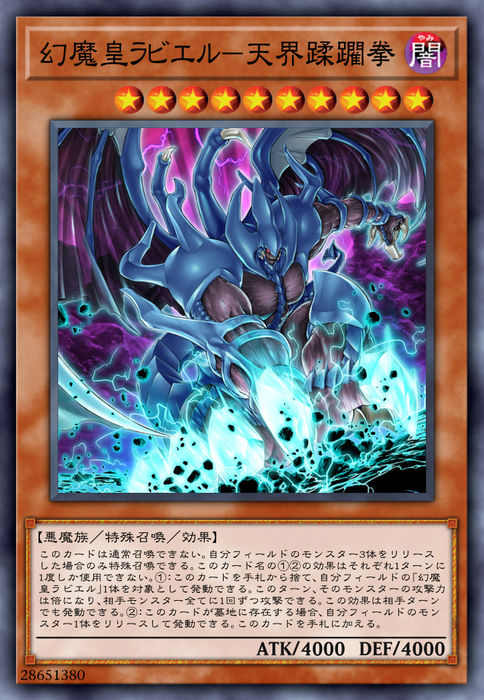 幻魔皇ラビエル－天界蹂躙拳
やみ
闇
【悪魔族／特殊召喚／効果】
このカードは通常召喚できない。自分フィールドのモンスター3体をリリース
した場合のみ特殊召喚できる。このカード名の①②の効果はそれぞれ1ターンに
1度しか使用できない。①：このカードを手札から捨て、自分フィールドの「幻魔
皇ラビエル」1体を対象として発動できる。このターン、そのモンスターの攻撃力
は倍になり、相手モンスター全てに1回ずつ攻撃できる。この効果は相手ターン
でも発動できる。②：このカードが墓地に存在する場合、自分フィールドのモン
スター1体をリリースして発動できる。このカードを手札に加える。
ATK/4000 DEF/4000
28651380